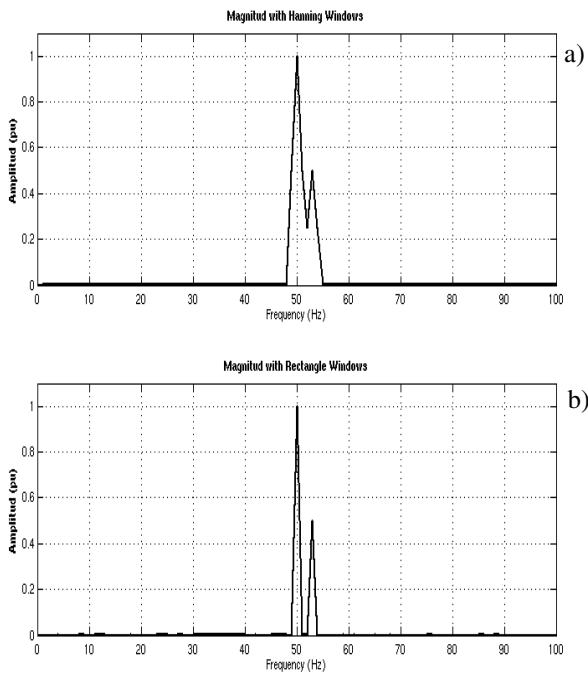 Magnitud with Hanning Windows
a)
1
0.8
0.6
0.4
0.2
0
Amplitud (pu)
0 10 20 30 40 50 60 70 80 90 100
Frequency (Hz)
Magnitud with Rectangle Windows
b)
1
0.8
0.6
0.4
0.2
0
Amplitud (pu)
0 10 20 30 40 50 60 70 80 90 100
Frequency (Hz)